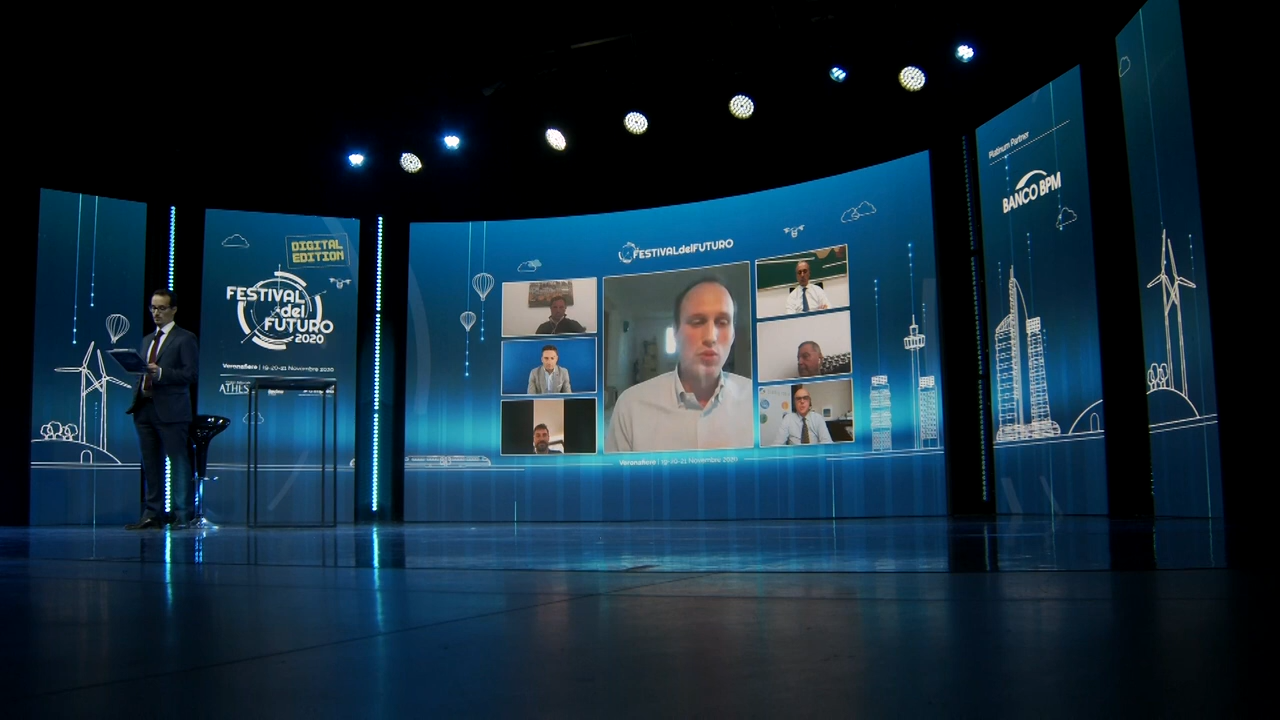 DIGITAL
EDITION
FESTIVAL
del
FUTURO
2020
Veronafiere | 19-20-21 Novembre 2020
FESTIVALdelFUTURO
Veronafiere | 19-20-21 Novembre 2020
Platinum Partner
BANCO BPM